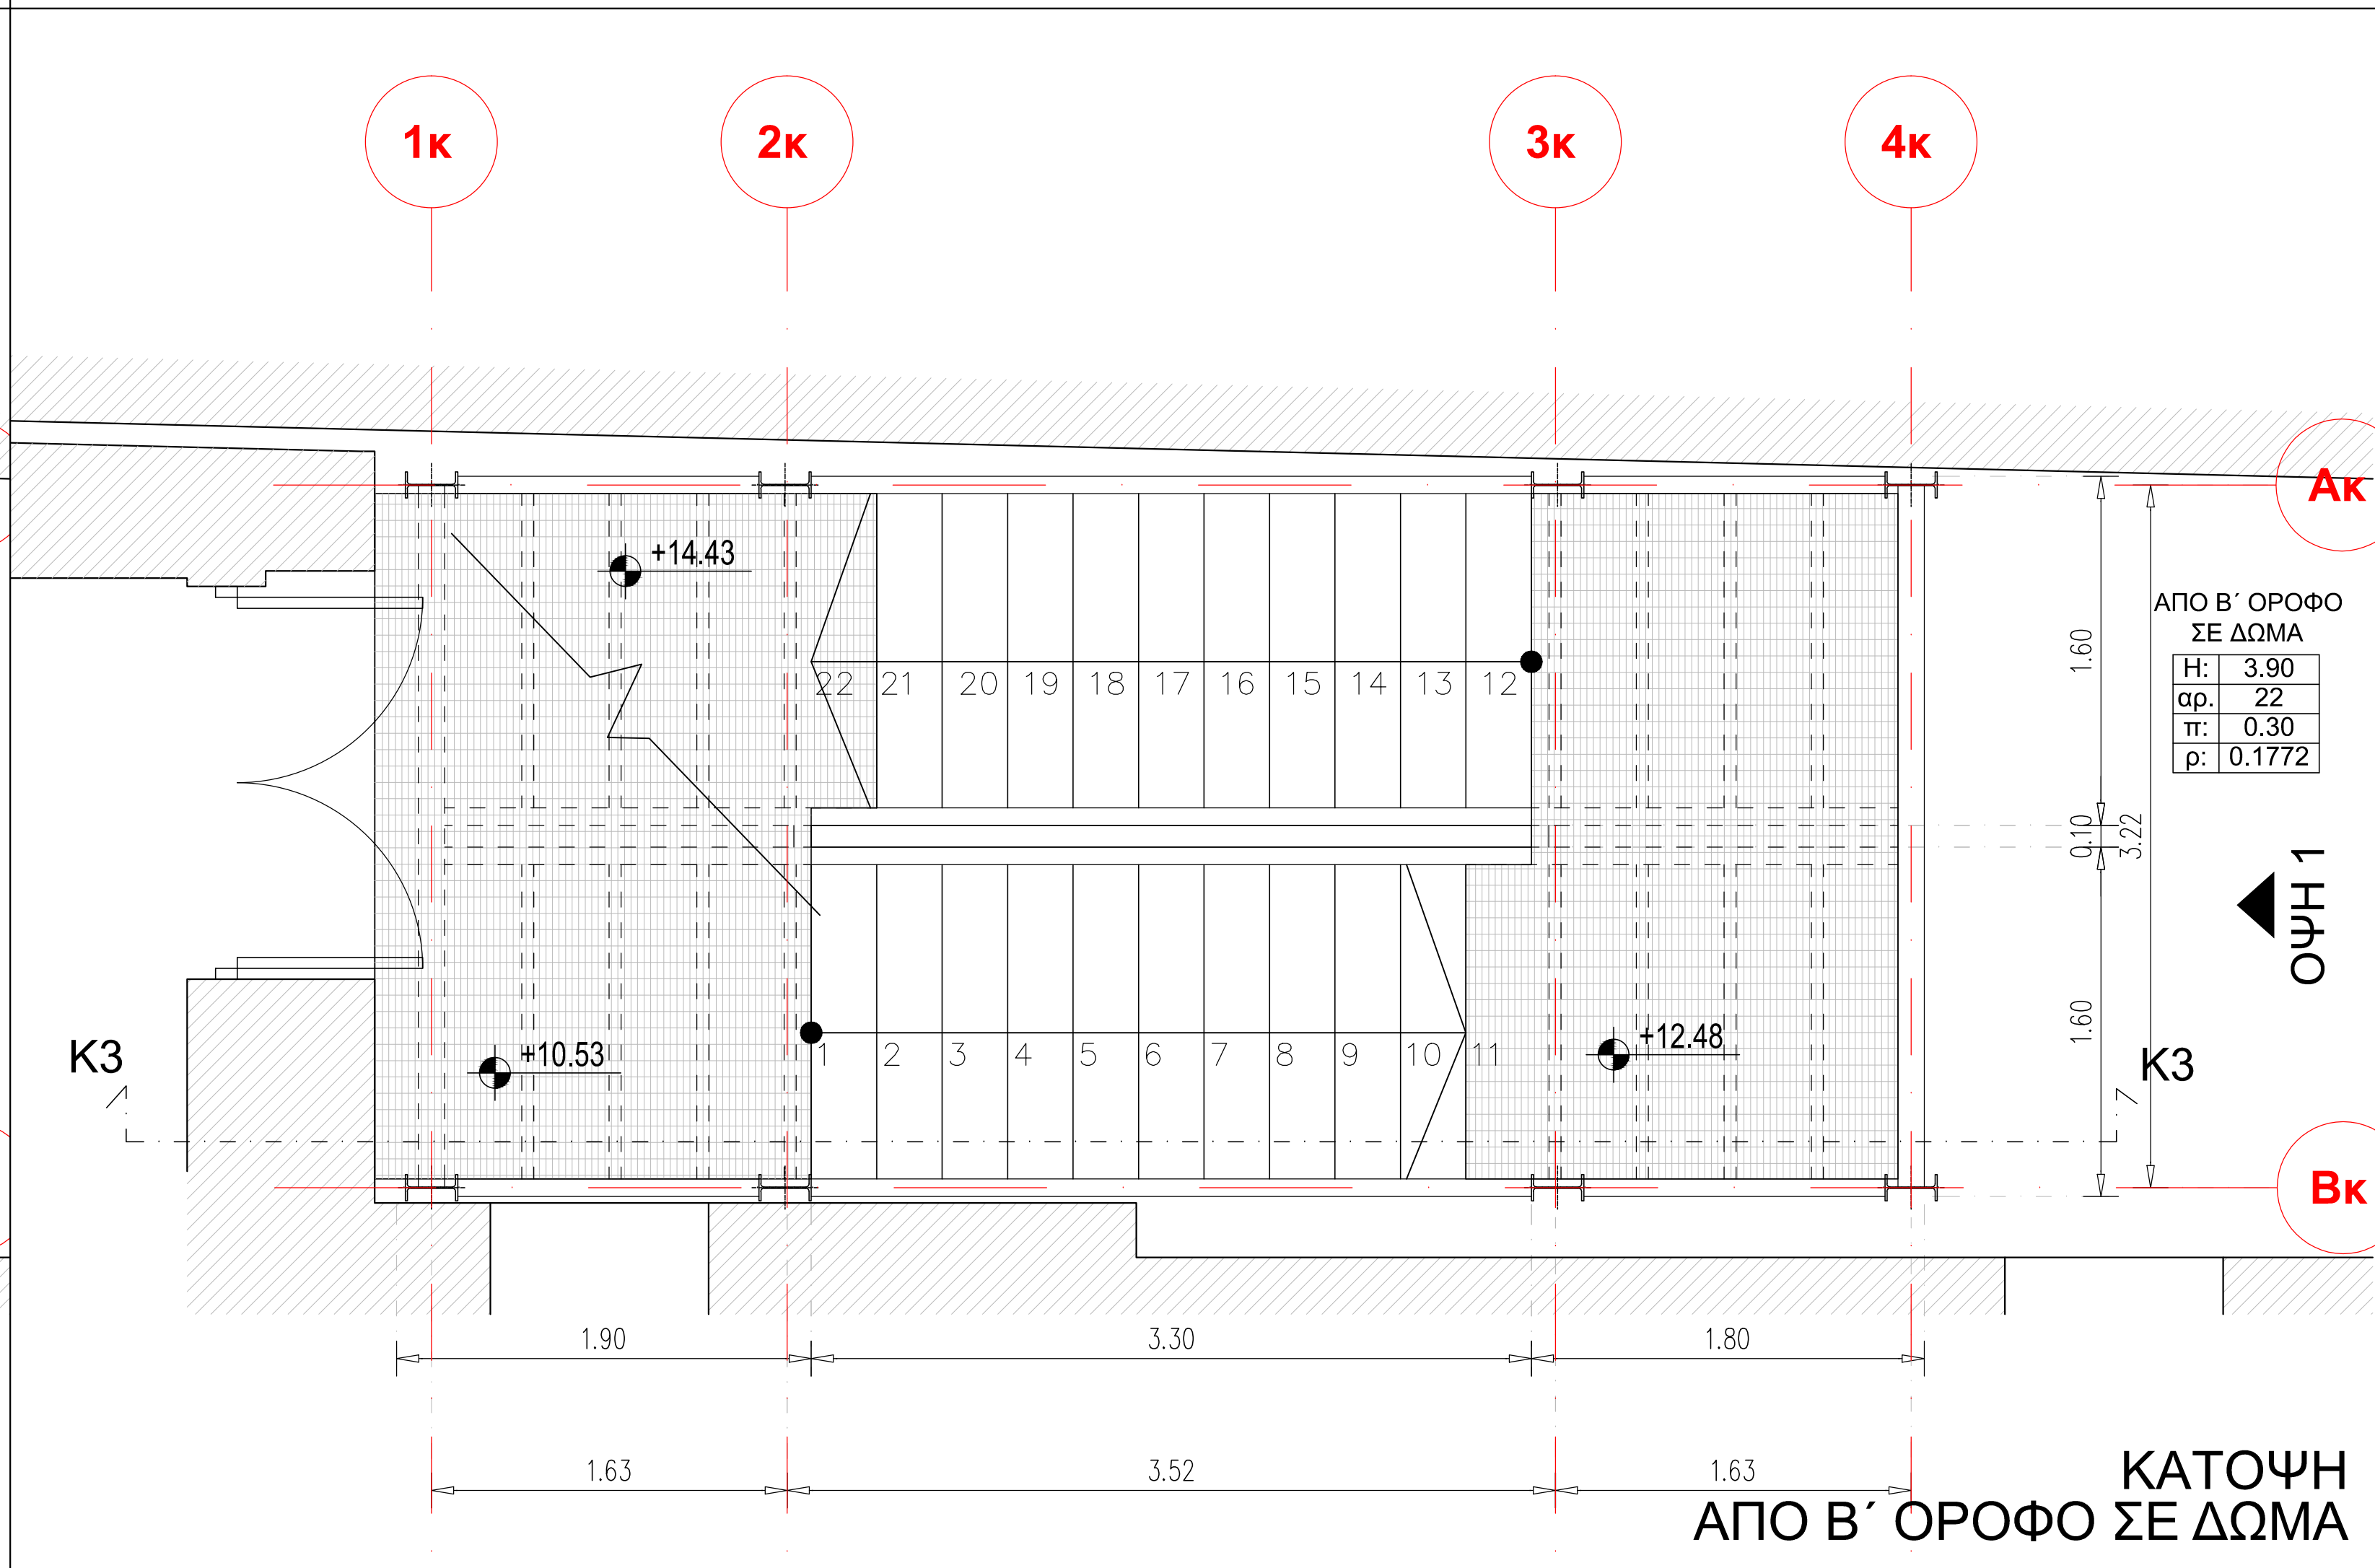 1κ
2κ
3κ
4κ
Ακ
+14.43
ΑΠΟ Β΄ ΟΡΟΦΟ
ΣΕ ΔΩΜΑ
H: 3.90
αρ. 22
π: 0.30
ρ: 0.1772
1.60
22 21 20 19 18 17 16 15 14 13 12
0.10
3.22
ΟΨΗ 1
1.60
K3
+10.53
1 2 3 4 5 6 7 8 9 10 11
+12.48
K3
Βκ
1.90
3.30
1.80
1.63
3.52
1.63
ΚΑΤΟΨΗ
ΑΠΟ Β΄ ΟΡΟΦΟ ΣΕ ΔΩΜΑ